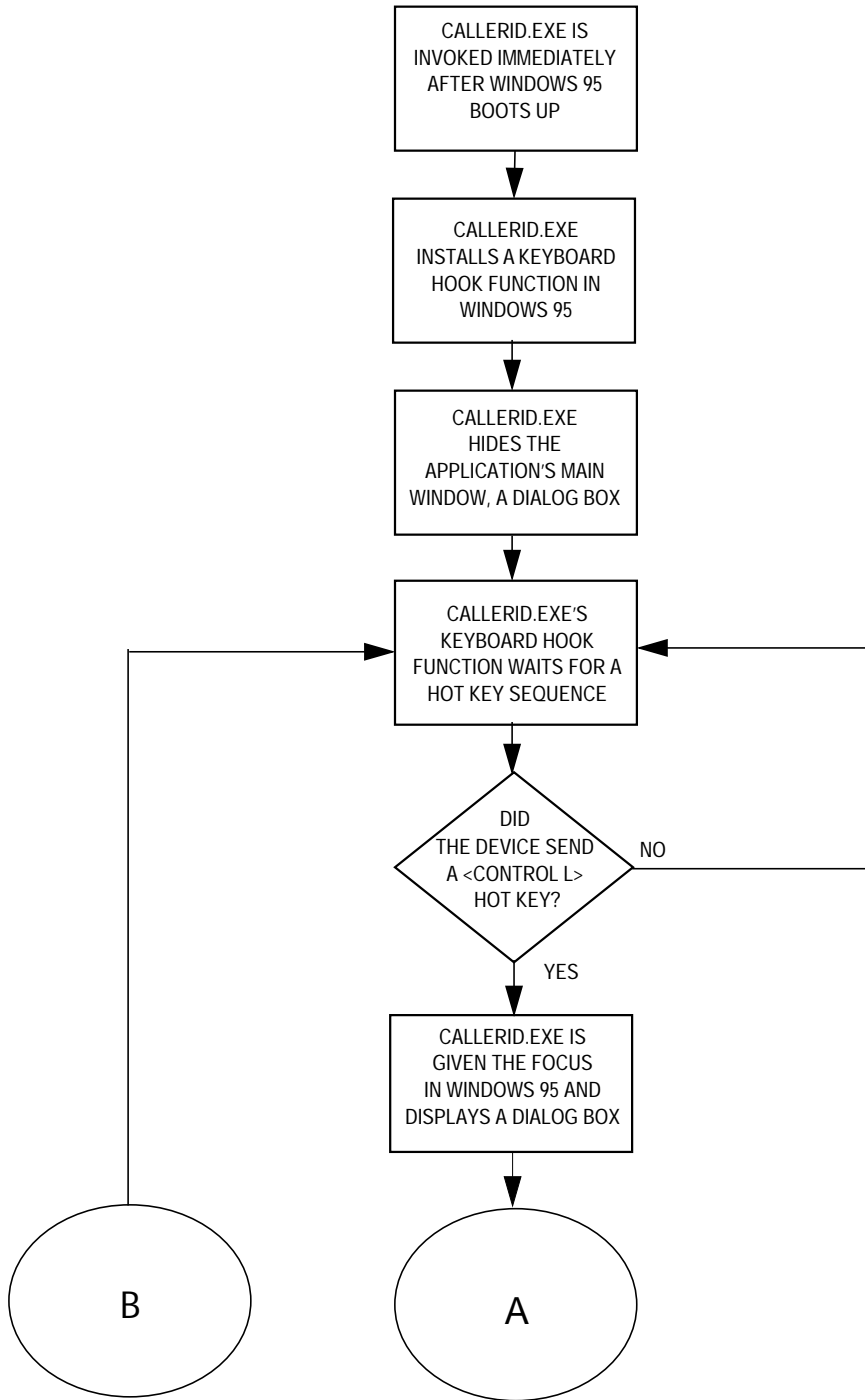 CALLERID.EXE IS
INVOKED IMMEDIATELY
AFTER WINDOWS 95
BOOTS UP
CALLERID.EXE
INSTALLS A KEYBOARD
HOOK FUNCTION IN
WINDOWS 95
CALLERID.EXE
HIDES THE
APPLICATION'S MAIN
WINDOW, A DIALOG BOX
CALLERID.EXE'S
KEYBOARD HOOK
FUNCTION WAITS FOR A
HOT KEY SEQUENCE
DID
THE DEVICE SEND
A <CONTROL L>
HOT KEY?
NO
YES
CALLERID.EXE IS
GIVEN THE FOCUS
IN WINDOWS 95 AND
DISPLAYS A DIALOG BOX
B
A